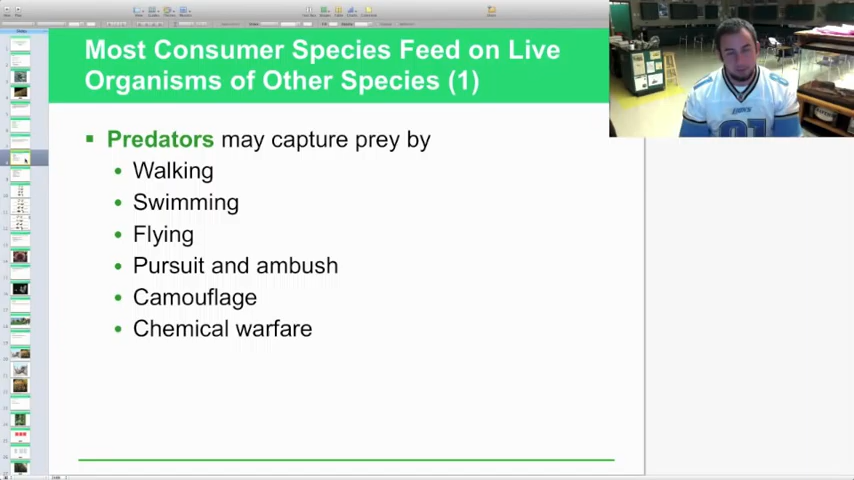 Most Consumer Species Feed on Live
Organisms of Other Species (1)
Predators may capture prey by
Walking
Swimming
Flying
Pursuit and ambush
Camouflage
Chemical warfare